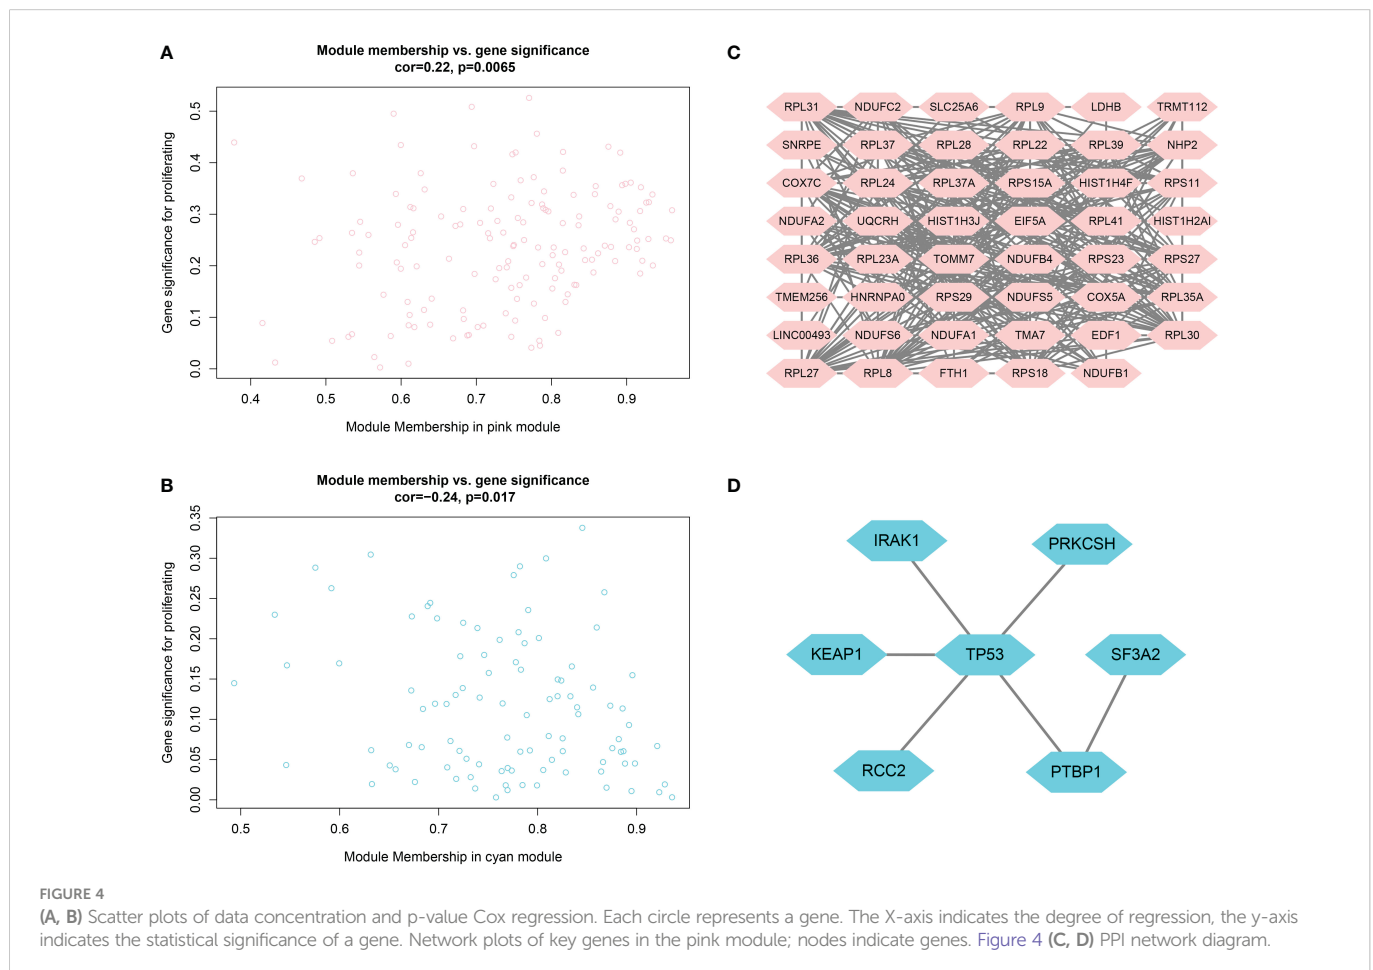 A
Module membership vs. gene significance
cor=0.22, p=0.0065
Gene significance for proliferating
0.5
0.4
0.3
0.2
0.1
0.0
0.4 0.5 0.6 0.7 0.8 0.9
Module Membership in pink module
C
RPL31 NDUFC2 SLC25A6 RPL9 LDHB TRMT112
SNRPE RPL37 RPL28 RPL22 RPL39 NHP2
COX7C RPL24 RPL37A RPS15A HIST1H4F RPS11
NDUFA2 UQCRH HIST1H3J EIF5A RPL41 HIST1H2AI
RPL36 RPL23A TOMM7 NDUFB4 RPS23 RPS27
TMEM256 HNRNPA0 RPS29 NDUFS5 COX5A RPL35A
LINC00493 NDUFS6 NDUFA1 TMA7 EDF1 RPL30
RPL27 RPL8 FTH1 RPS18 NDUFB1
B
Module membership vs. gene significance
cor=−0.24, p=0.017
Gene significance for proliferating
0.35
0.30
0.25
0.20
0.15
0.10
0.05
0.00
0.5 0.6 0.7 0.8 0.9
Module Membership in cyan module
D
IRAK1 PRKCSH
KEAP1 TP53 SF3A2
RCC2 PTBP1
FIGURE 4
(A, B) Scatter plots of data concentration and p-value Cox regression. Each circle represents a gene. The X-axis indicates the degree of regression, the y-axis
indicates the statistical significance of a gene. Network plots of key genes in the pink module; nodes indicate genes. Figure 4 (C, D) PPI network diagram.